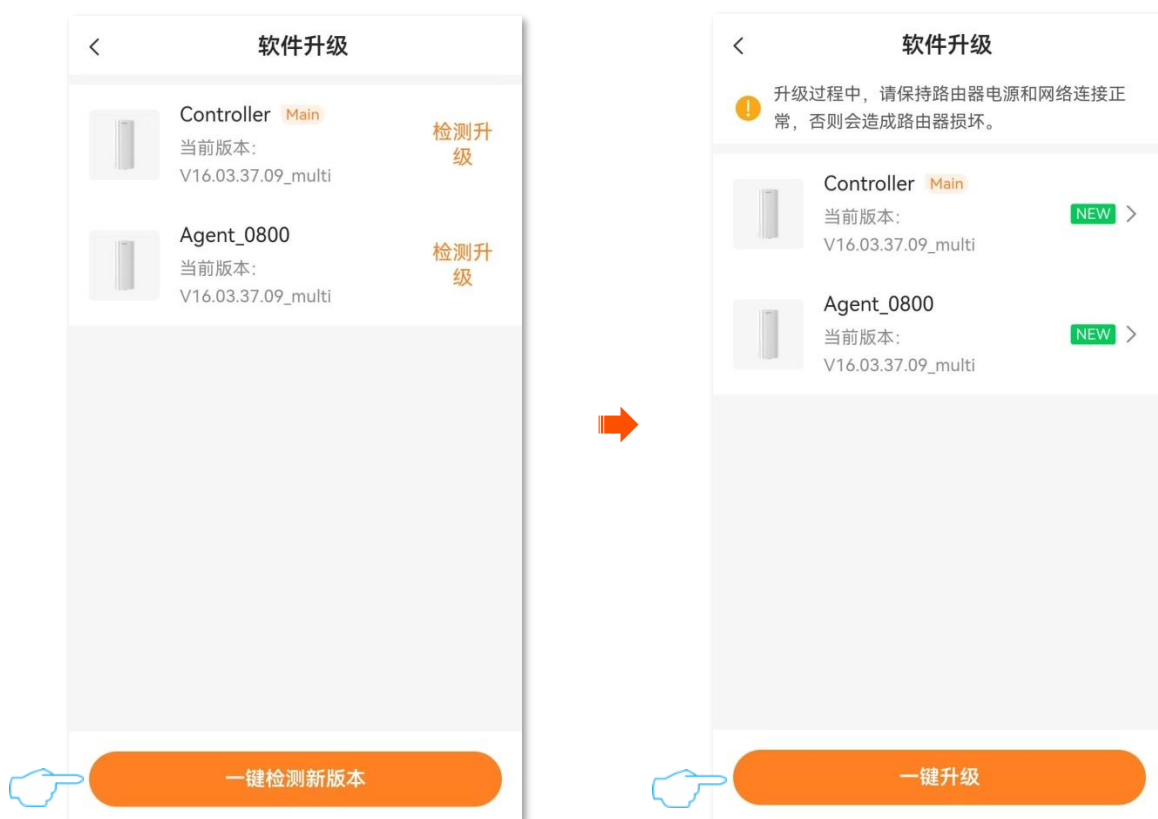 软件升级
Controller Main
当前版本:
V16.03.37.09_multi
检测升
级
Agent_0800
当前版本:
V16.03.37.09_multi
检测升
级
一键检测新版本
软件升级
升级过程中，请保持路由器电源和网络连接正
常，否则会造成路由器损坏。
Controller Main
当前版本:
V16.03.37.09_multi
NEW
Agent_0800
当前版本:
V16.03.37.09_multi
NEW
一键升级